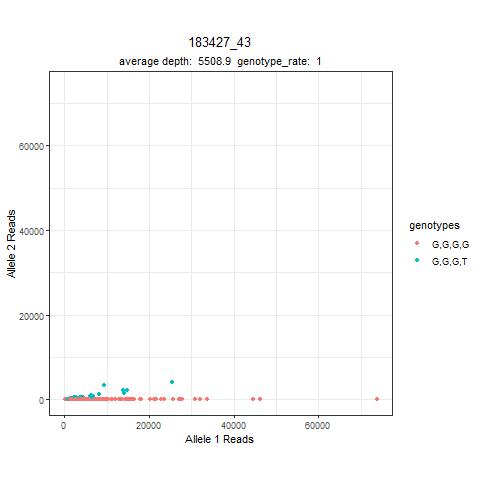 183427_43
average depth:  5508.9  genotype_rate:  1
60000
40000
20000
0
Allele 2 Reads
0 20000 40000 60000
Allele 1 Reads
genotypes
G,G,G,G
G,G,G,T